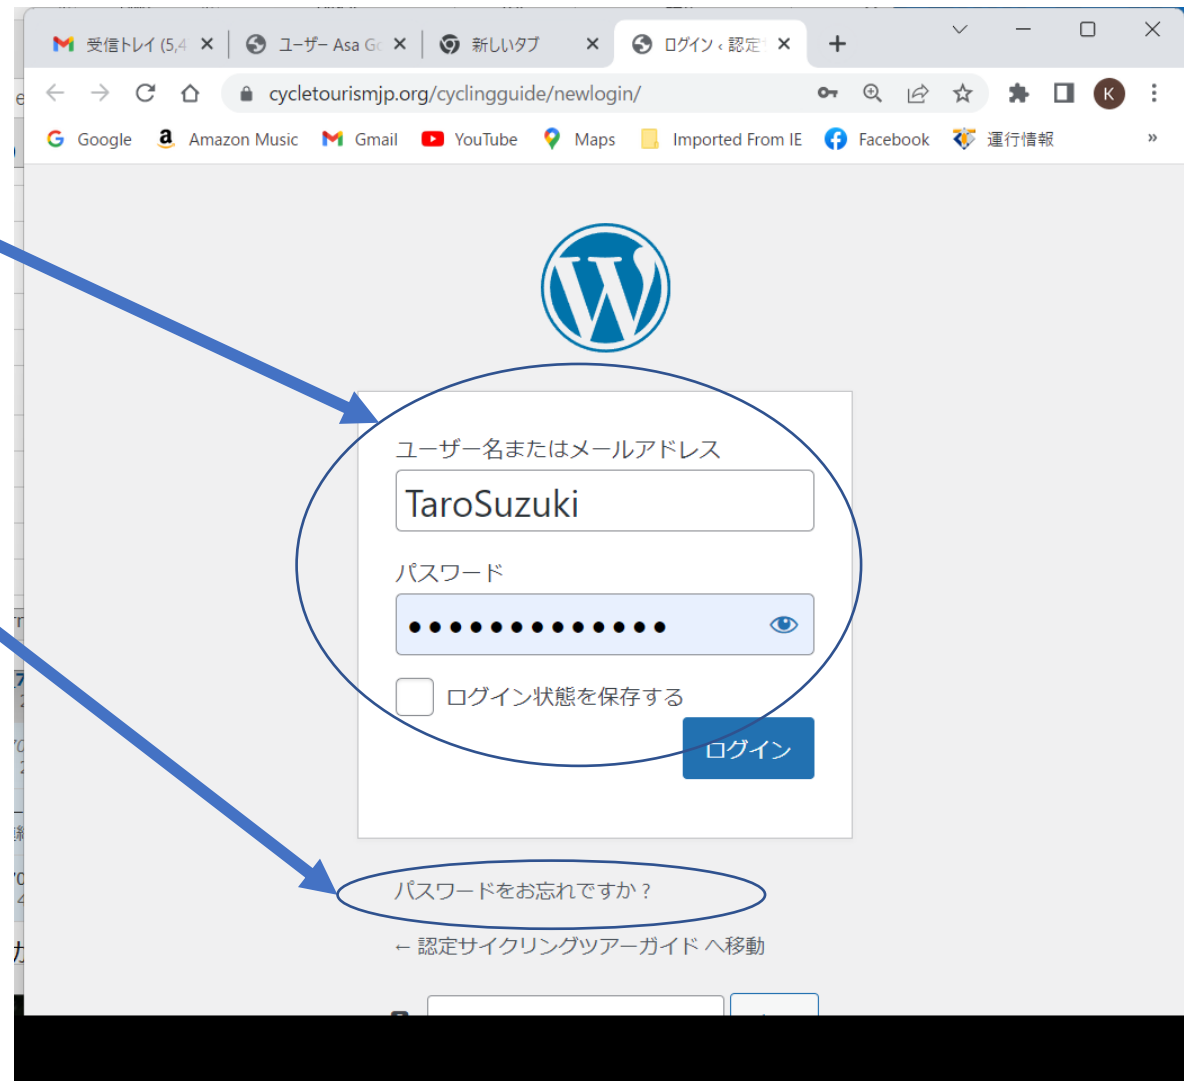 受信トレイ (5,4
ユーザー Asa Go
新しいタブ
ログイン ‹ 認定
cycletourismjp.org/cyclingguide/newlogin/
K
Google
Amazon Music
Gmail
YouTube
Maps
Imported From IE
Facebook
運行情報
»
ユーザー名またはメールアドレス
TaroSuzuki
パスワード
●●●●●●●●●●●●●
ログイン状態を保存する
ログイン
パスワードをお忘れですか ?
← 認定サイクリングツアーガイド へ移動